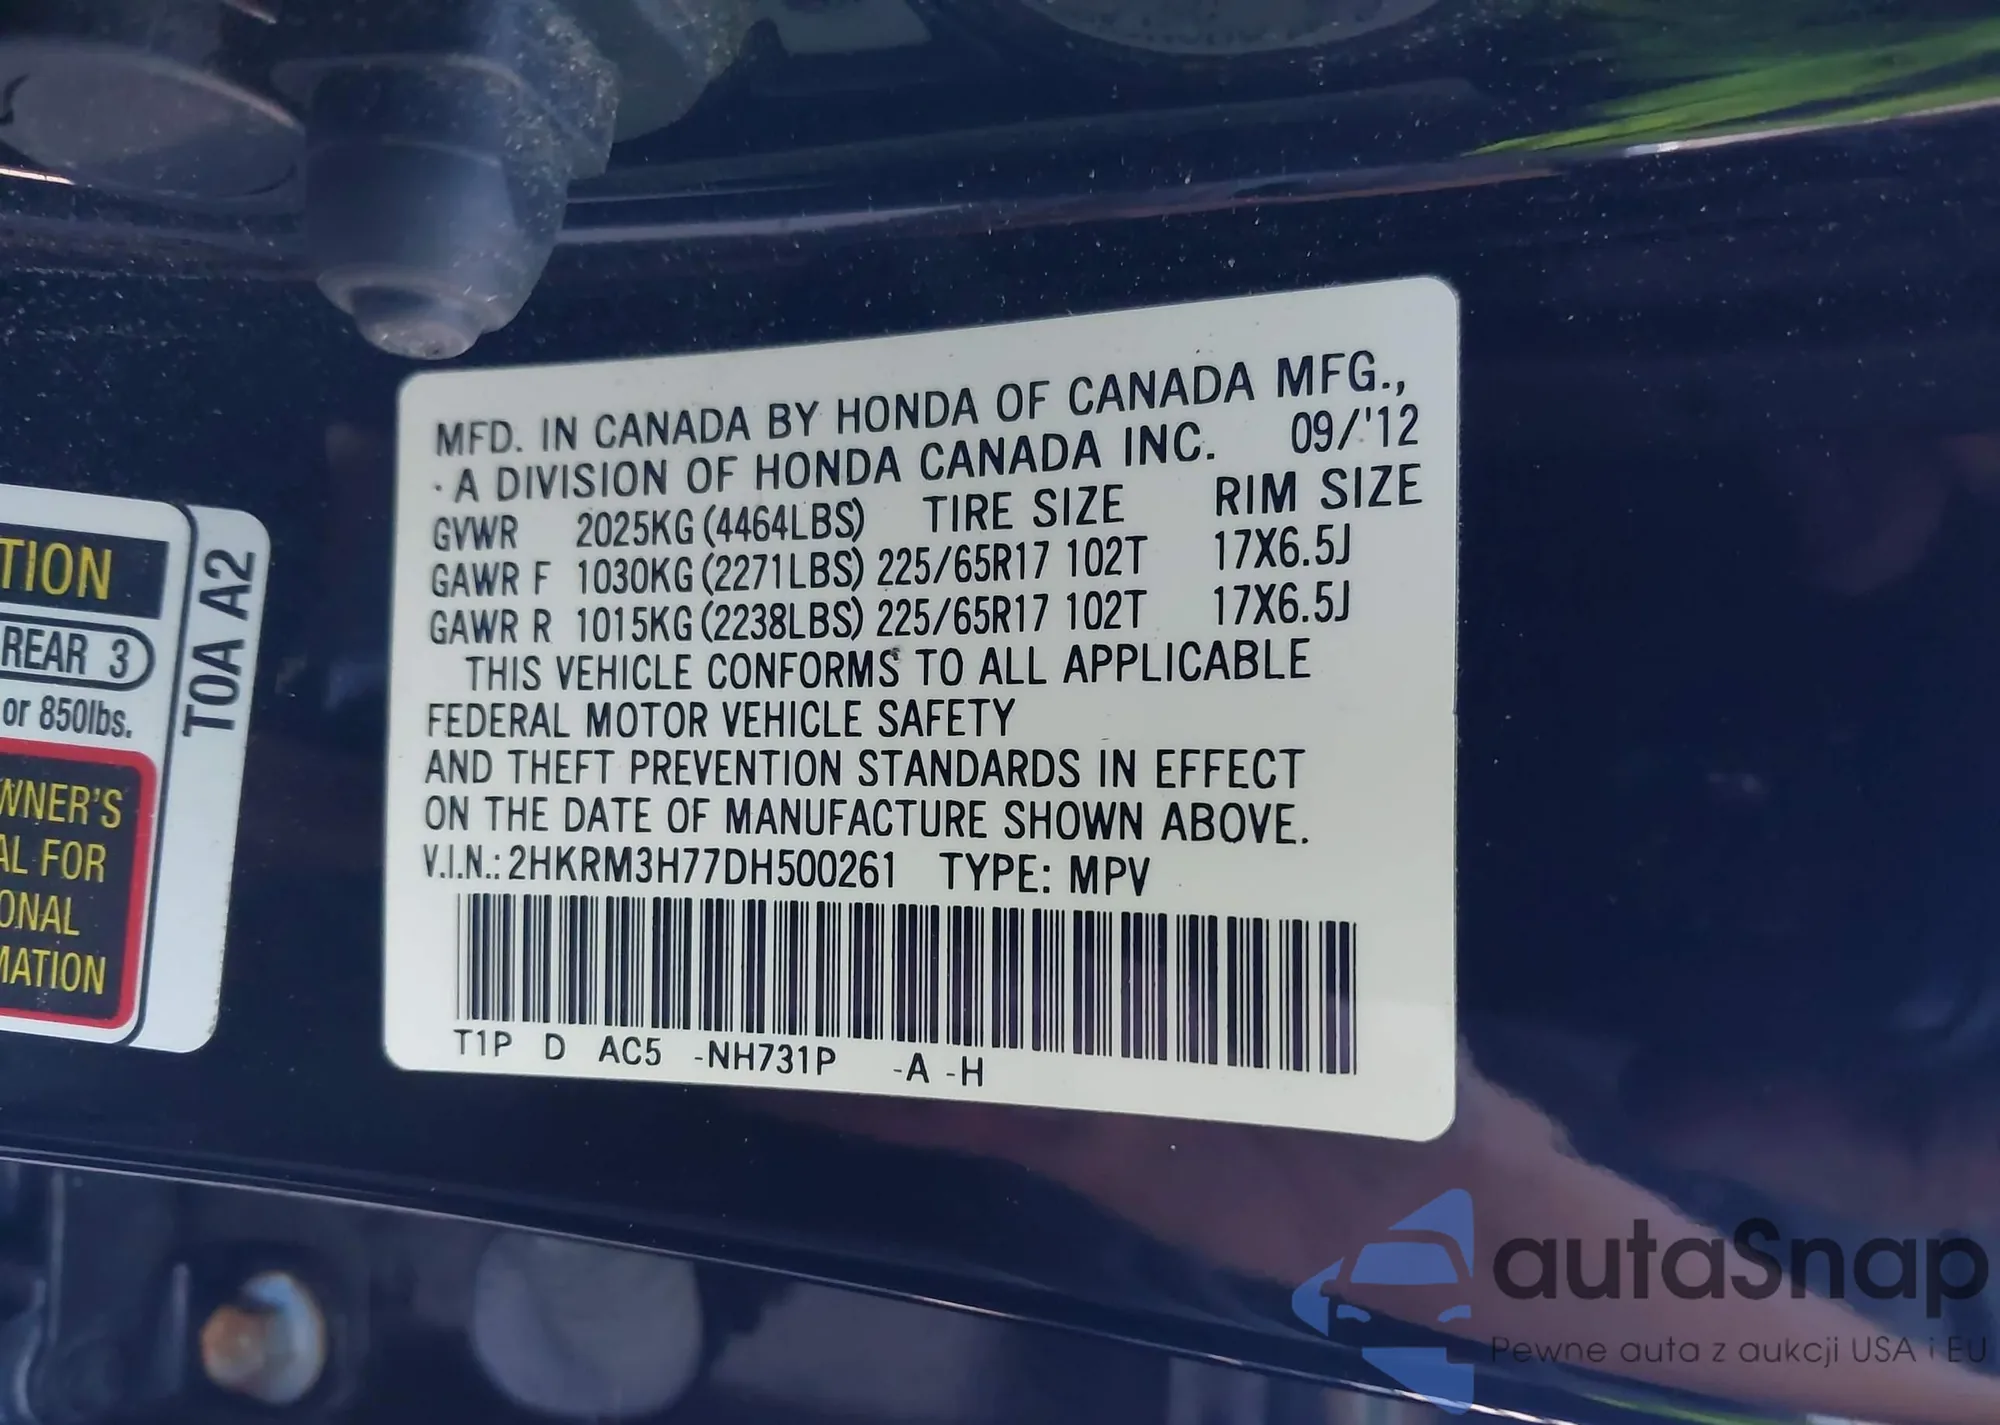 MFD. IN CANADA BY HONDA OF CANADA MFG.,
· A DIVISION OF HONDA CANADA INC. 09/'12
GVWR 2025KG (4464LBS) TIRE SIZE RIM SIZE
GAWR F 1030KG (2271LBS) 225/65R17 102T 17X6.5J
GAWR R 1015KG (2238LBS) 225/65R17 102T 17X6.5J
THIS VEHICLE CONFORMS TO ALL APPLICABLE
FEDERAL MOTOR VEHICLE SAFETY
AND THEFT PREVENTION STANDARDS IN EFFECT
ON THE DATE OF MANUFACTURE SHOWN ABOVE.
V.I.N.: 2HKRM3H77DH500261 TYPE: MPV
T1P D AC5 -NH731P -A -H
TION
REAR 3
or 850lbs.
WNER'S
AL FOR
ONAL
MATION
T0A A2
autaSnap
Pewne auta z aukcji USA i EU